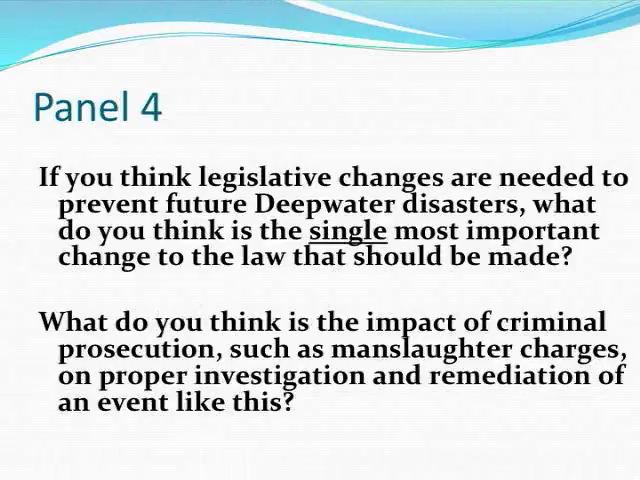 Panel 4
If you think legislative changes are needed to
prevent future Deepwater disasters, what
do you think is the single most important
change to the law that should be made?
What do you think is the impact of criminal
prosecution, such as manslaughter charges,
on proper investigation and remediation of
an event like this?